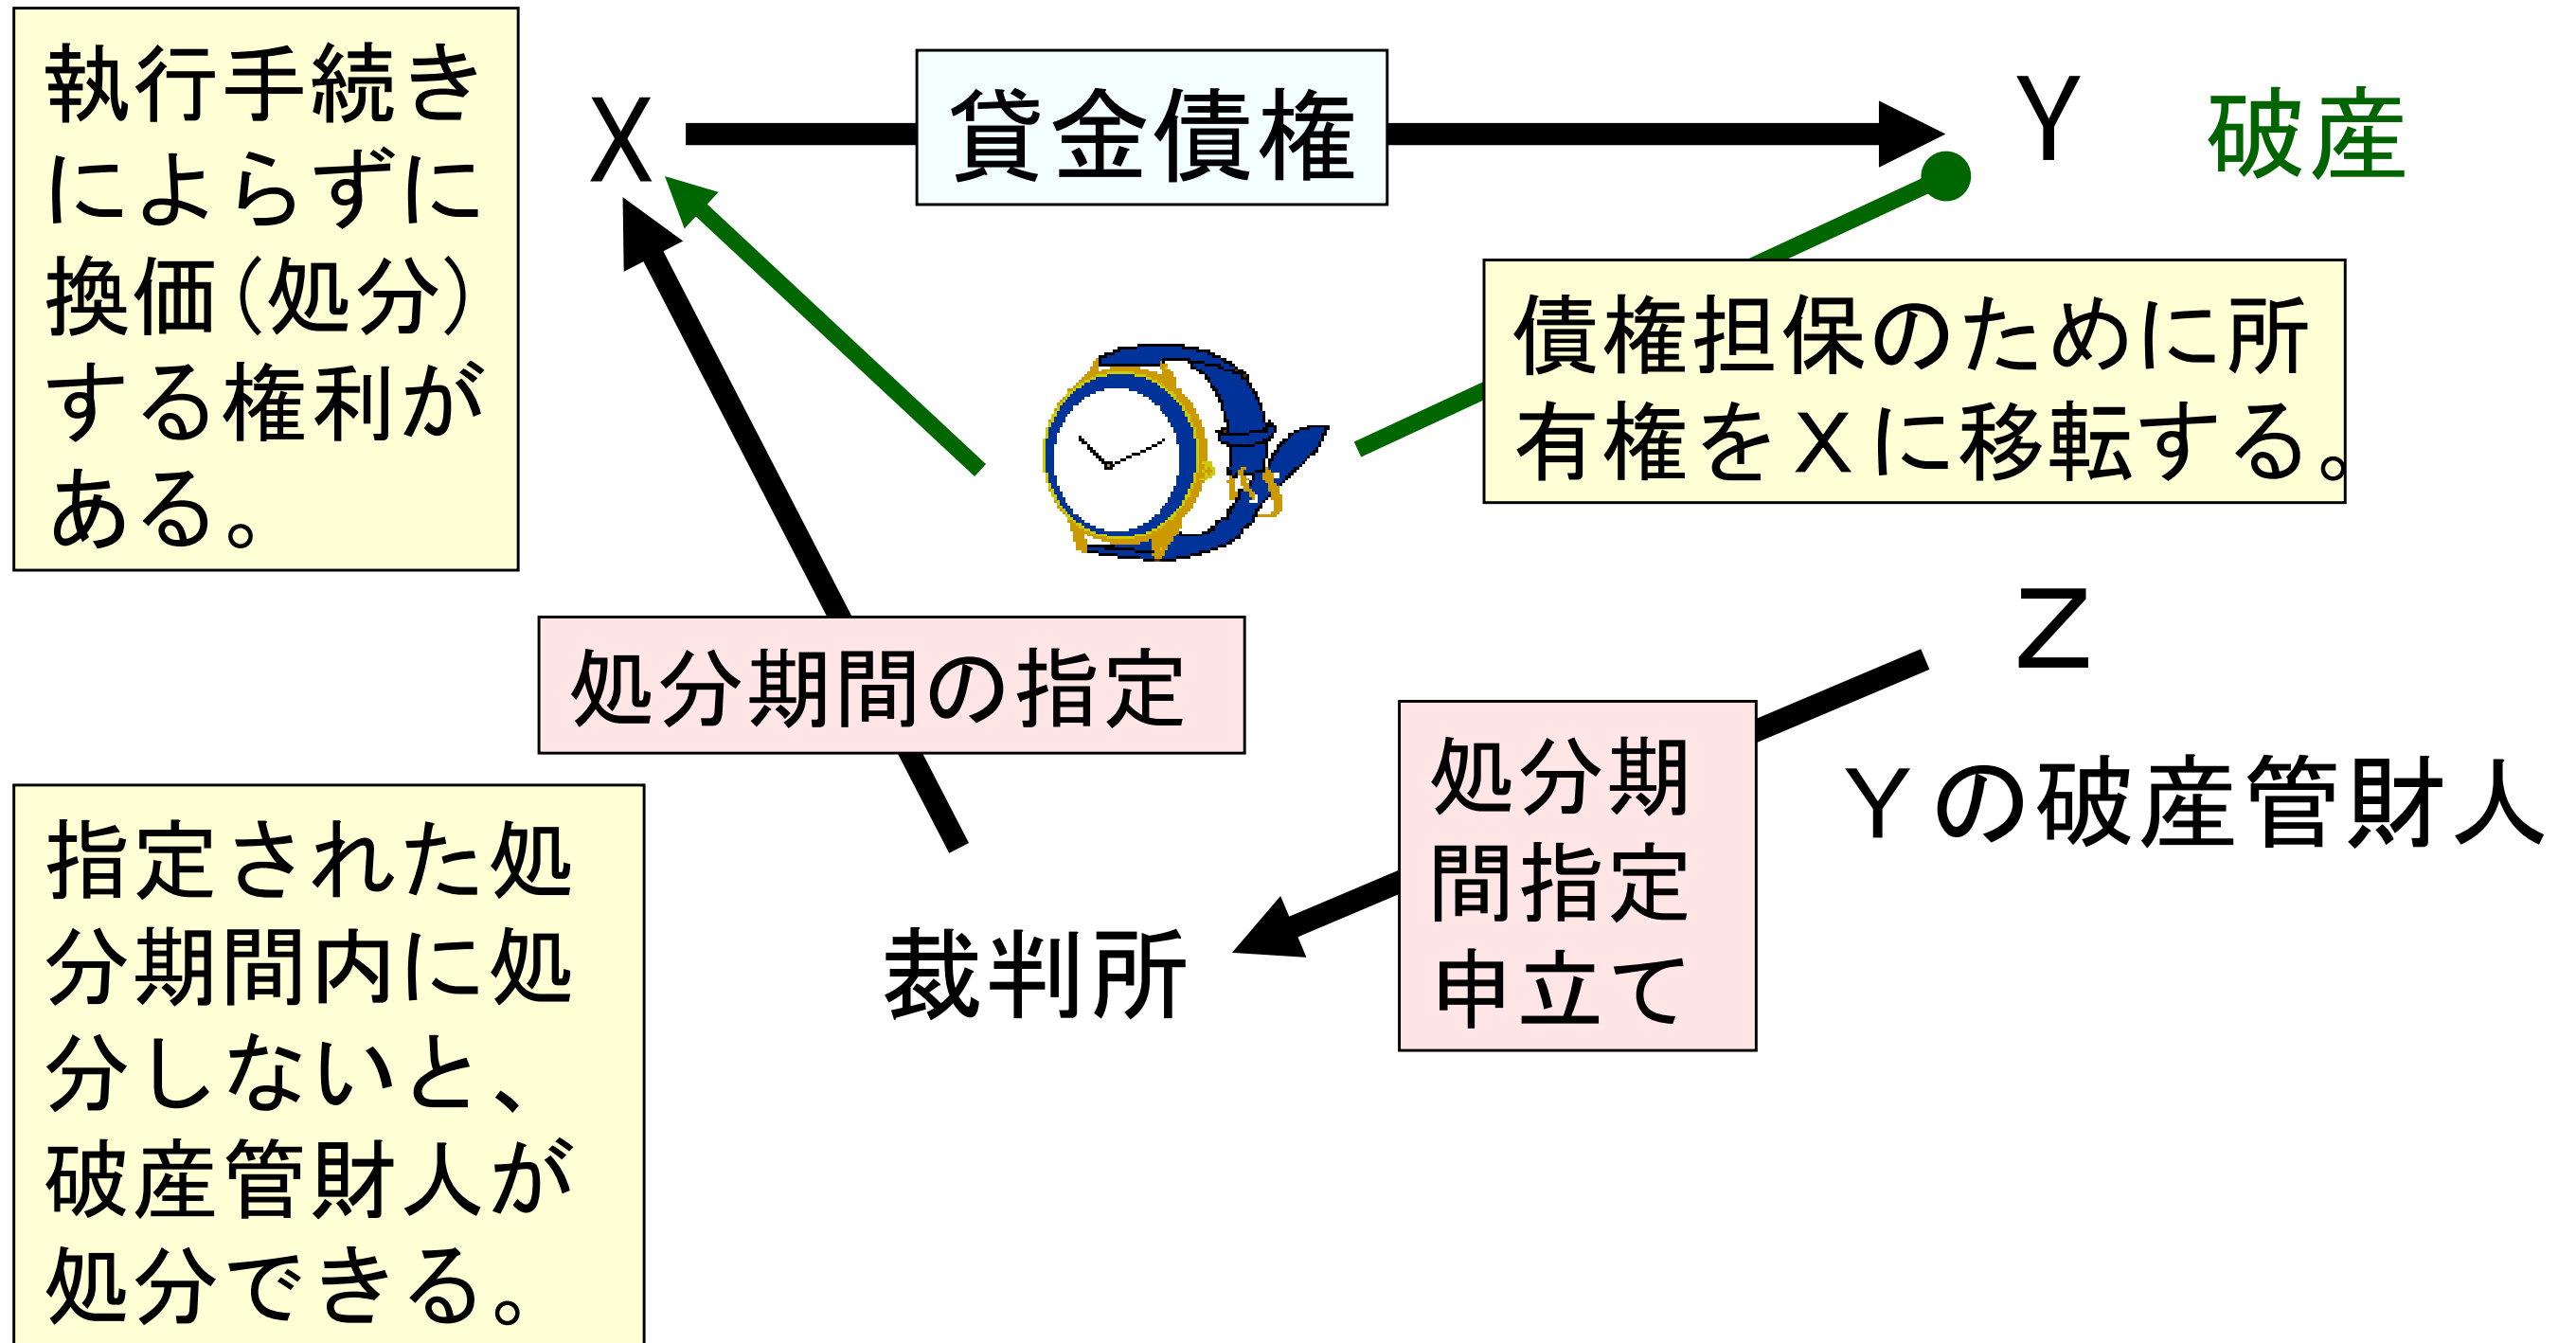 執行手続き
によらずに
換価（処分）
する権利が
ある。
X
貸金債権
Y
破産
債権担保のために所
有権をXに移転する。
処分期間の指定
Z
Yの破産管財人
処分期
間指定
申立て
裁判所
指定された処
分期間内に処
分しないと、
破産管財人が
処分できる。